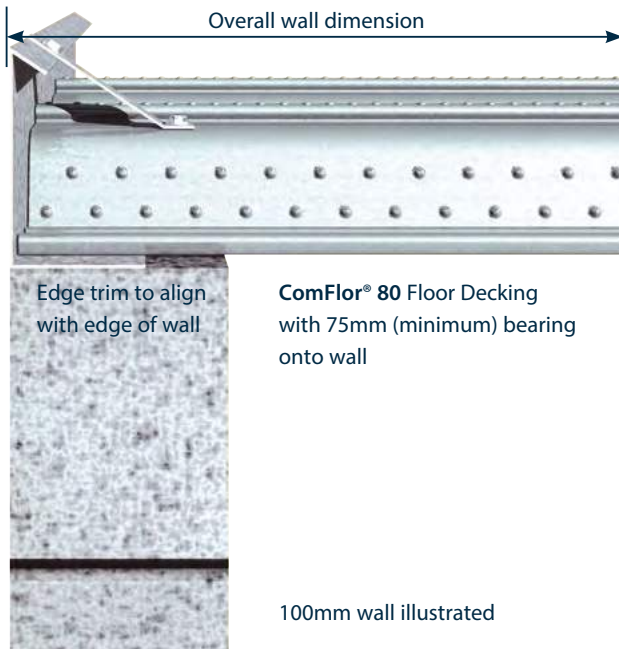 Overall wall dimension
Edge trim to align
with edge of wall
ComFlor® 80 Floor Decking
with 75mm (minimum) bearing
onto wall
100mm wall illustrated